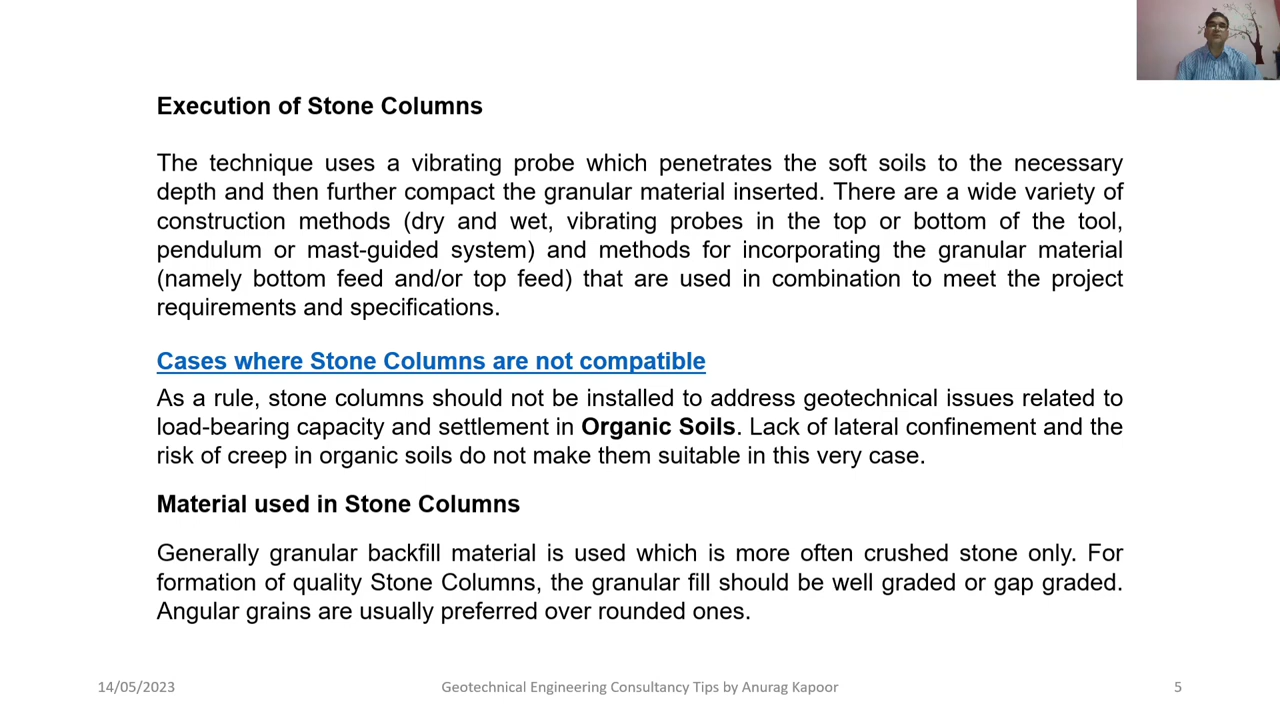 Execution of Stone Columns
The technique uses a vibrating probe which penetrates the soft soils to the necessary
depth and then further compact the granular material inserted. There are a wide variety of
construction methods (dry and wet, vibrating probes in the top or bottom of the tool,
pendulum or mast-guided system) and methods for incorporating the granular material
(namely bottom feed and/or top feed) that are used in combination to meet the project
requirements and specifications.
Cases where Stone Columns are not compatible
As a rule, stone columns should not be installed to address geotechnical issues related to
load-bearing capacity and settlement in Organic Soils. Lack of lateral confinement and the
risk of creep in organic soils do not make them suitable in this very case.
Material used in Stone Columns
Generally granular backfill material is used which is more often crushed stone only. For
formation of quality Stone Columns, the granular fill should be well graded or gap graded.
Angular grains are usually preferred over rounded ones.
14/05/2023
Geotechnical Engineering Consultancy Tips by Anurag Kapoor
5